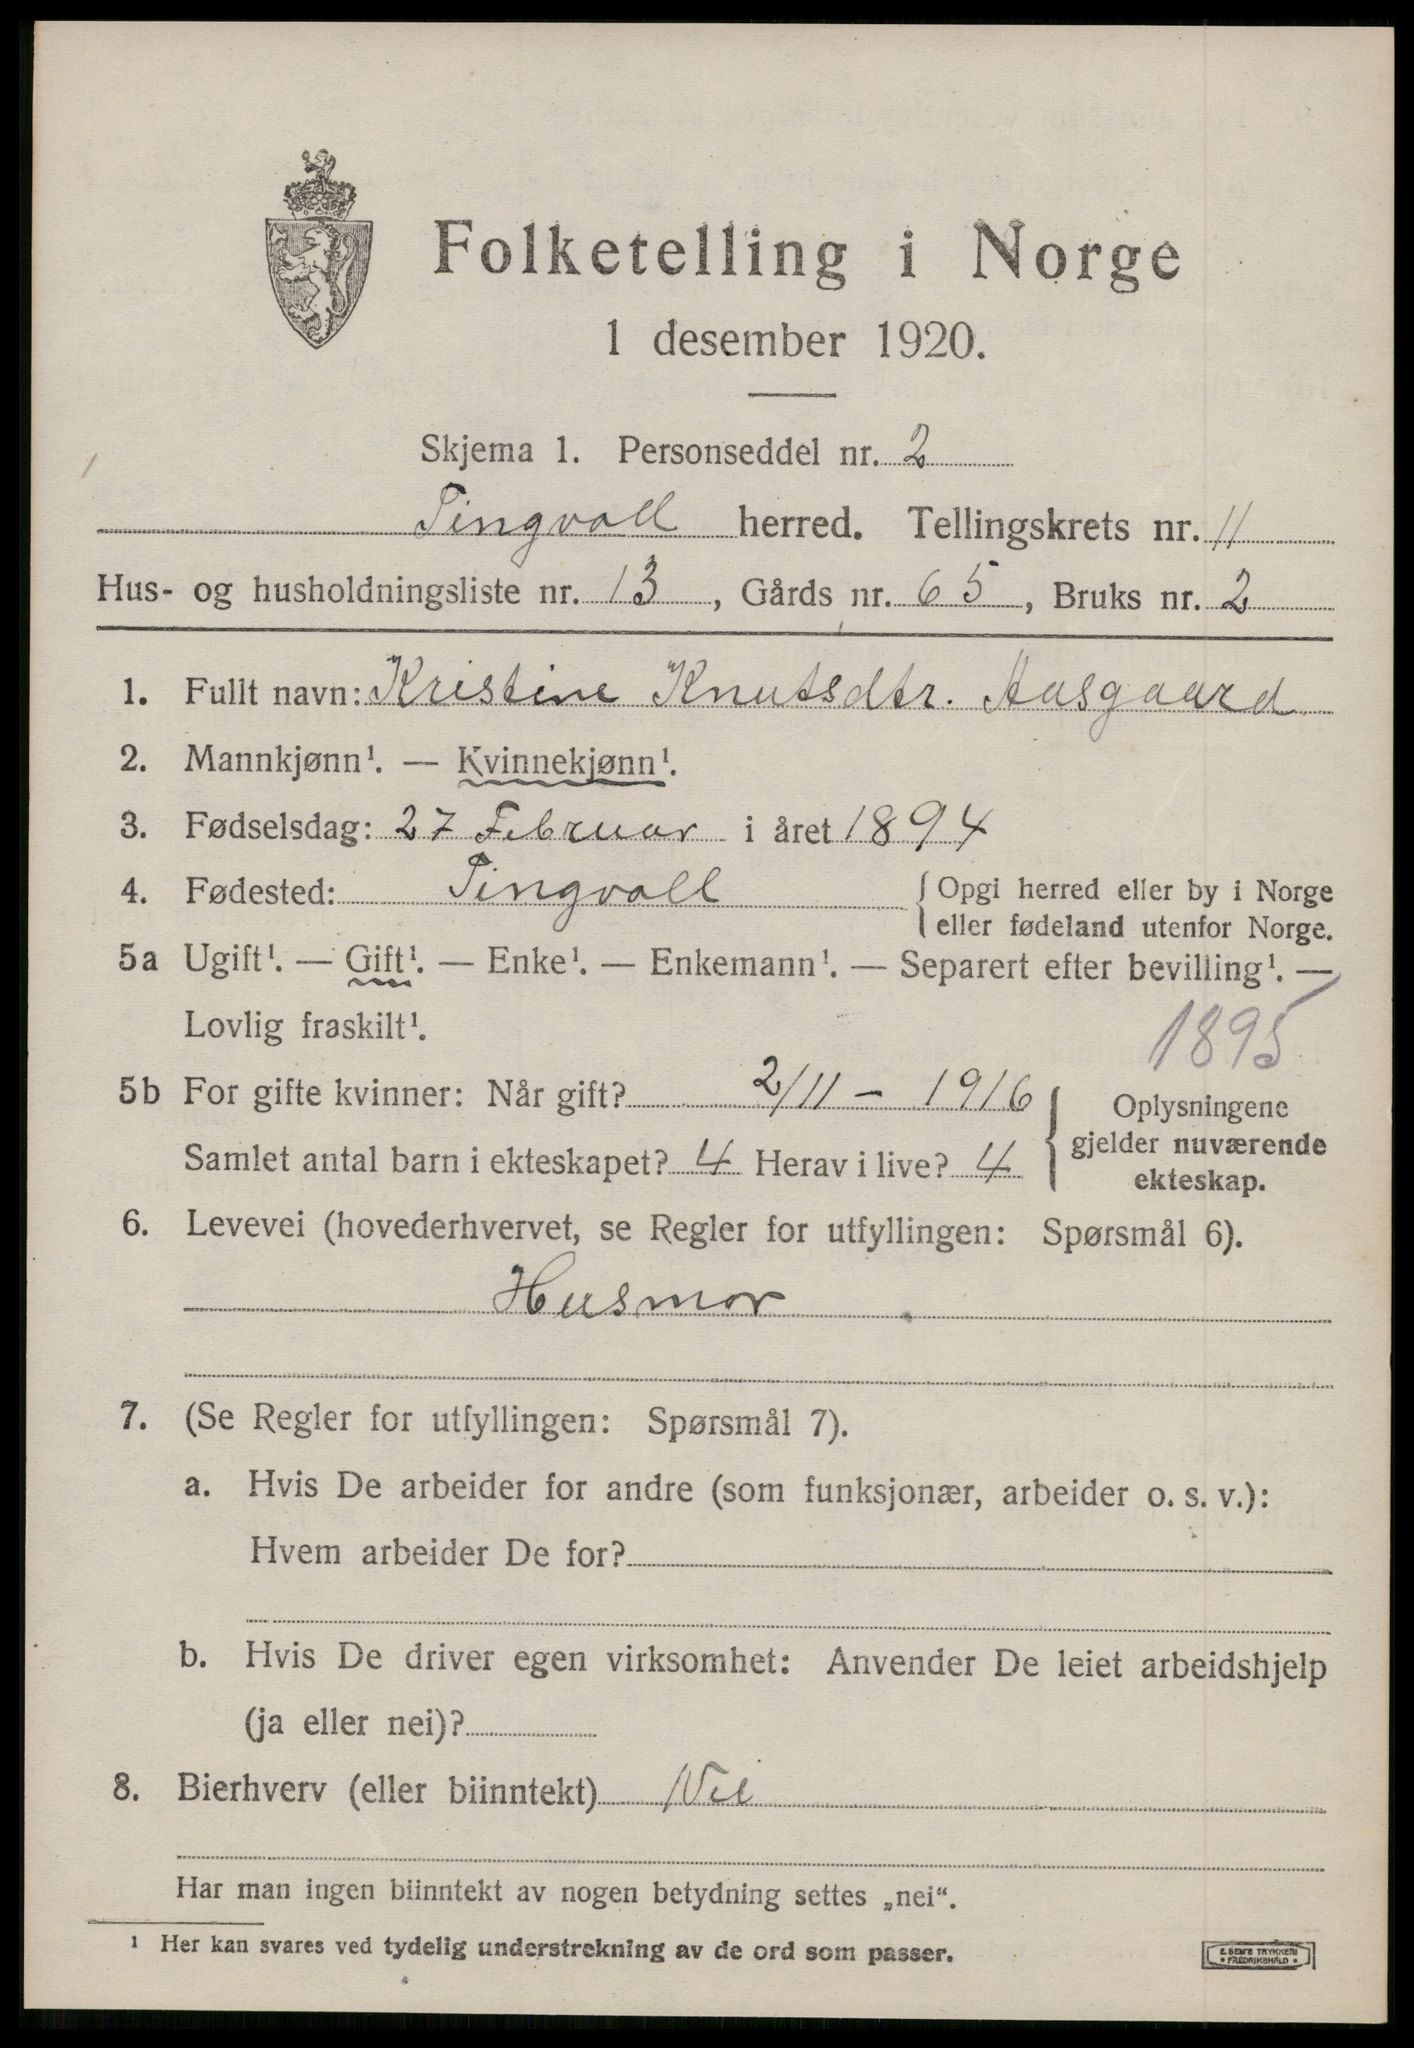 Folketelling i Norge
1 desember 1920.
Skjema 1. Personseddel nr. 2
Tingvoll herred. Tellingskrets nr. 11
Hus- og husholdningsliste nr. 13, Gårds nr. 65, Bruks nr. 2
1. Fullt navn: Kristine Knutsdtr. Aasgaard
2. Mannkjønn¹. — Kvinnekjønn¹.
3. Fødselsdag: 27 Februar i året 1894
4. Fødested: Tingvoll { Opgi herred eller by i Norge
eller fødeland utenfor Norge.
5a Ugift¹. — Gift¹. — Enke¹. — Enkemann¹. — Separert efter bevilling¹. —
Lovlig fraskilt¹.
1895
5b For gifte kvinner: Når gift? 2/11 - 1916
Samlet antal barn i ekteskapet? 4 Herav i live? 4
{ Oplysningene
gjelder nuværende
ekteskap.
6. Levevei (hovederhvervet, se Regler for utfyllingen: Spørsmål 6).
Husmor
7. (Se Regler for utfyllingen: Spørsmål 7).
a. Hvis De arbeider for andre (som funksjonær, arbeider o. s. v.):
Hvem arbeider De for?
b. Hvis De driver egen virksomhet: Anvender De leiet arbeidshjelp
(ja eller nei)?
8. Bierhverv (eller biinntekt) Nei
Har man ingen biinntekt av nogen betydning settes „nei“.
¹ Her kan svares ved tydelig understrekning av de ord som passer.
E. SEM'S TRYKKERI
• FREDRIKSHALD •